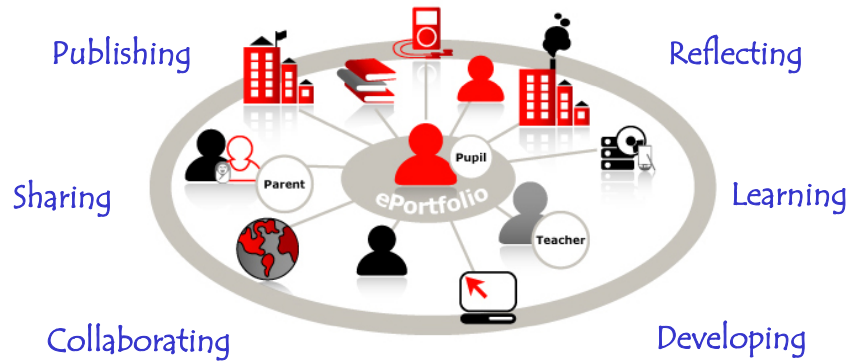 Publishing
Reflecting
Pupil
Parent
Sharing
Learning
ePortfolio
Teacher
Collaborating
Developing